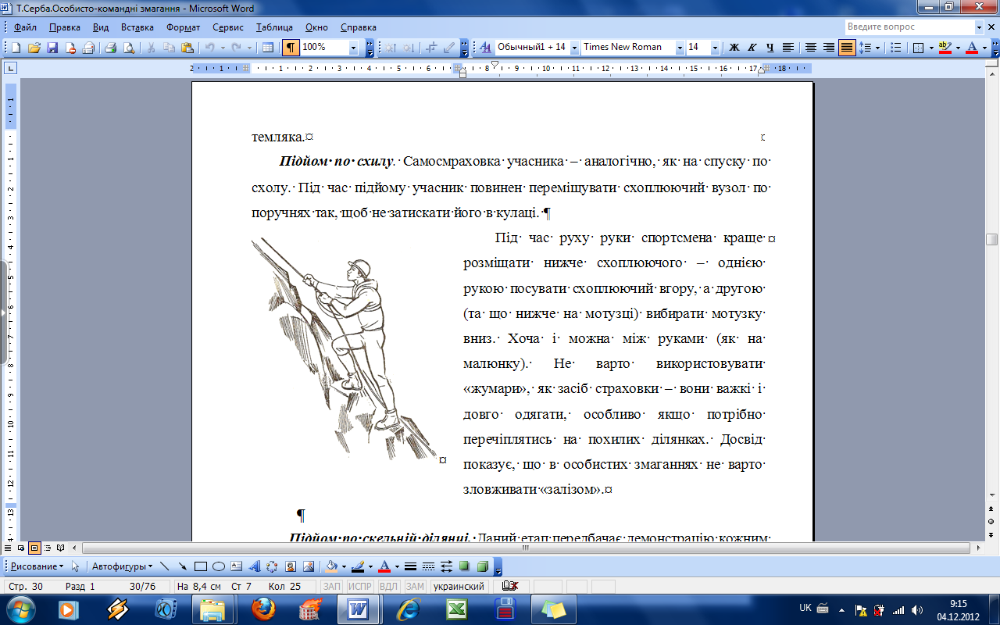 Т.Серба.Особисто-командні змагання - Microsoft Word
Файл Правка Вид Вставка Формат Сервис Таблица Окно Справка Введите вопрос
100% Обычный1 + 14 Times New Roman 14 Ж К Ч
2 1 1 2 3 4 5 6 8 9 10 11 12 13 14 15 16 17 18
темляка.
Підйом по схилу. Самосмраховка учасника – аналогічно, як на спуску по
схолу. Під час підйому учасник повинен переміщувати схоплюючий вузол по
поручнях так, щоб не затискати його в кулаці. ¶
Під час руху руки спортсмена краще
розміщати нижче схоплюючого – однією
рукою посувати схоплюючий вгору, а другою
(та що нижче на мотузці) вибирати мотузку
вниз. Хоча і можна між руками (як на
малюнку). Не варто використовувати
«жумари», як засіб страховки – вони важкі і
довго одягати, особливо якщо потрібно
перечіплятись на похилих ділянках. Досвід
показує, що в особистих змаганнях не варто
зловживати «залізом».
¶
Підйом по скельній ділянці. Даний етап передбачає демонстрацію кожним
Рисование Автофигуры
Стр. 30 Разд 1 30/76 На 8,4 см Ст 7 Кол 25 ЗАП ИСПР ВДЛ ЗАМ украинский
UK 9:15
04.12.2012